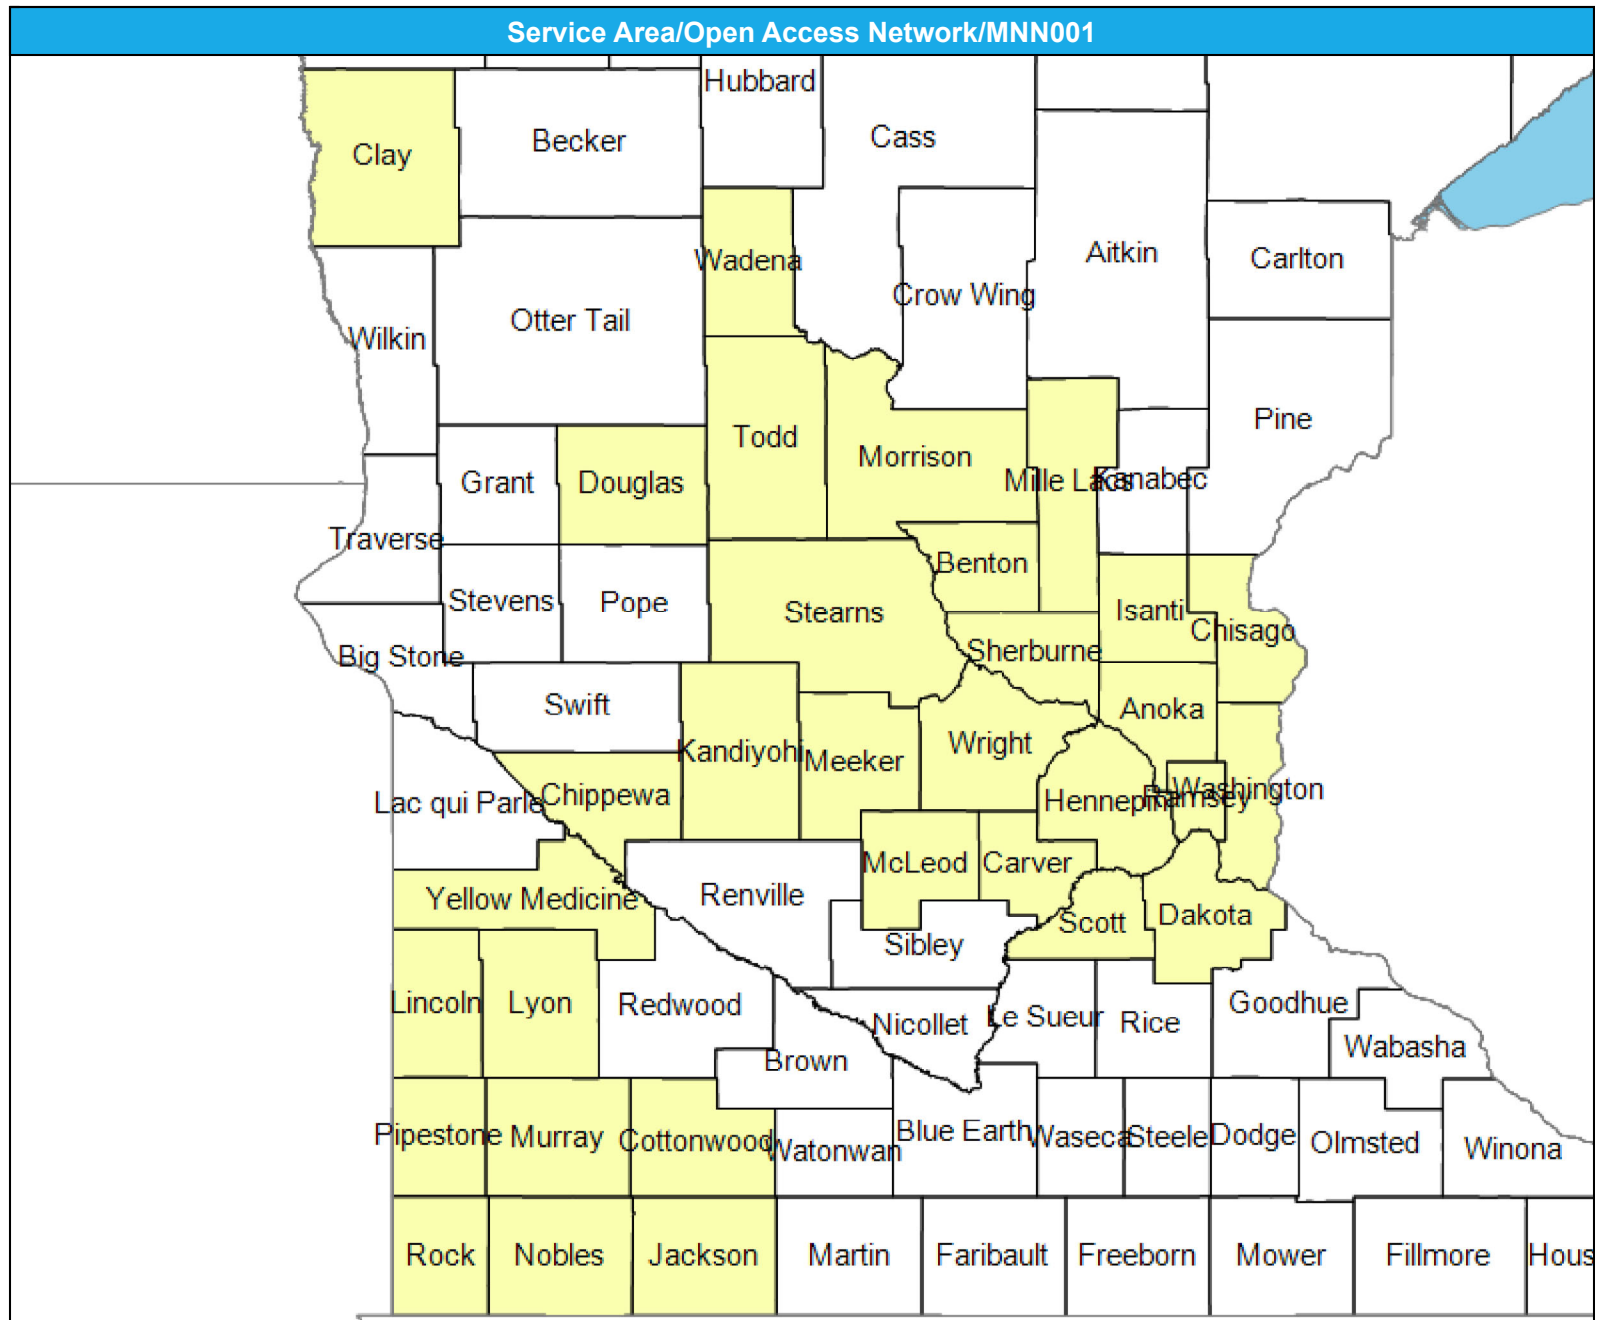 Service Area/Open Access Network/MNN001
Hubbard
Cass
Becker
Clay
Wadena
Aitkin
Carlton
Crow Wing
Otter Tail
Wilkin
Pine
Todd
Morrison
Grant
Douglas
Mille Lacs
Kanabec
Traverse
Benton
Stevens
Pope
Stearns
Isanti
Chisago
Sherburne
Big Stone
Swift
Anoka
Wright
Kandiyohi
Meeker
Washington
Hennepin
Ramsey
Lac qui Parle
Chippewa
McLeod
Carver
Renville
Yellow Medicine
Scott
Dakota
Sibley
Lincoln
Lyon
Redwood
Goodhue
Nicollet
Le Sueur
Rice
Wabasha
Brown
Pipestone
Murray
Cottonwood
Watonwan
Blue Earth
Waseca
Steele
Dodge
Olmsted
Winona
Rock
Nobles
Jackson
Martin
Faribault
Freeborn
Mower
Fillmore
Hous